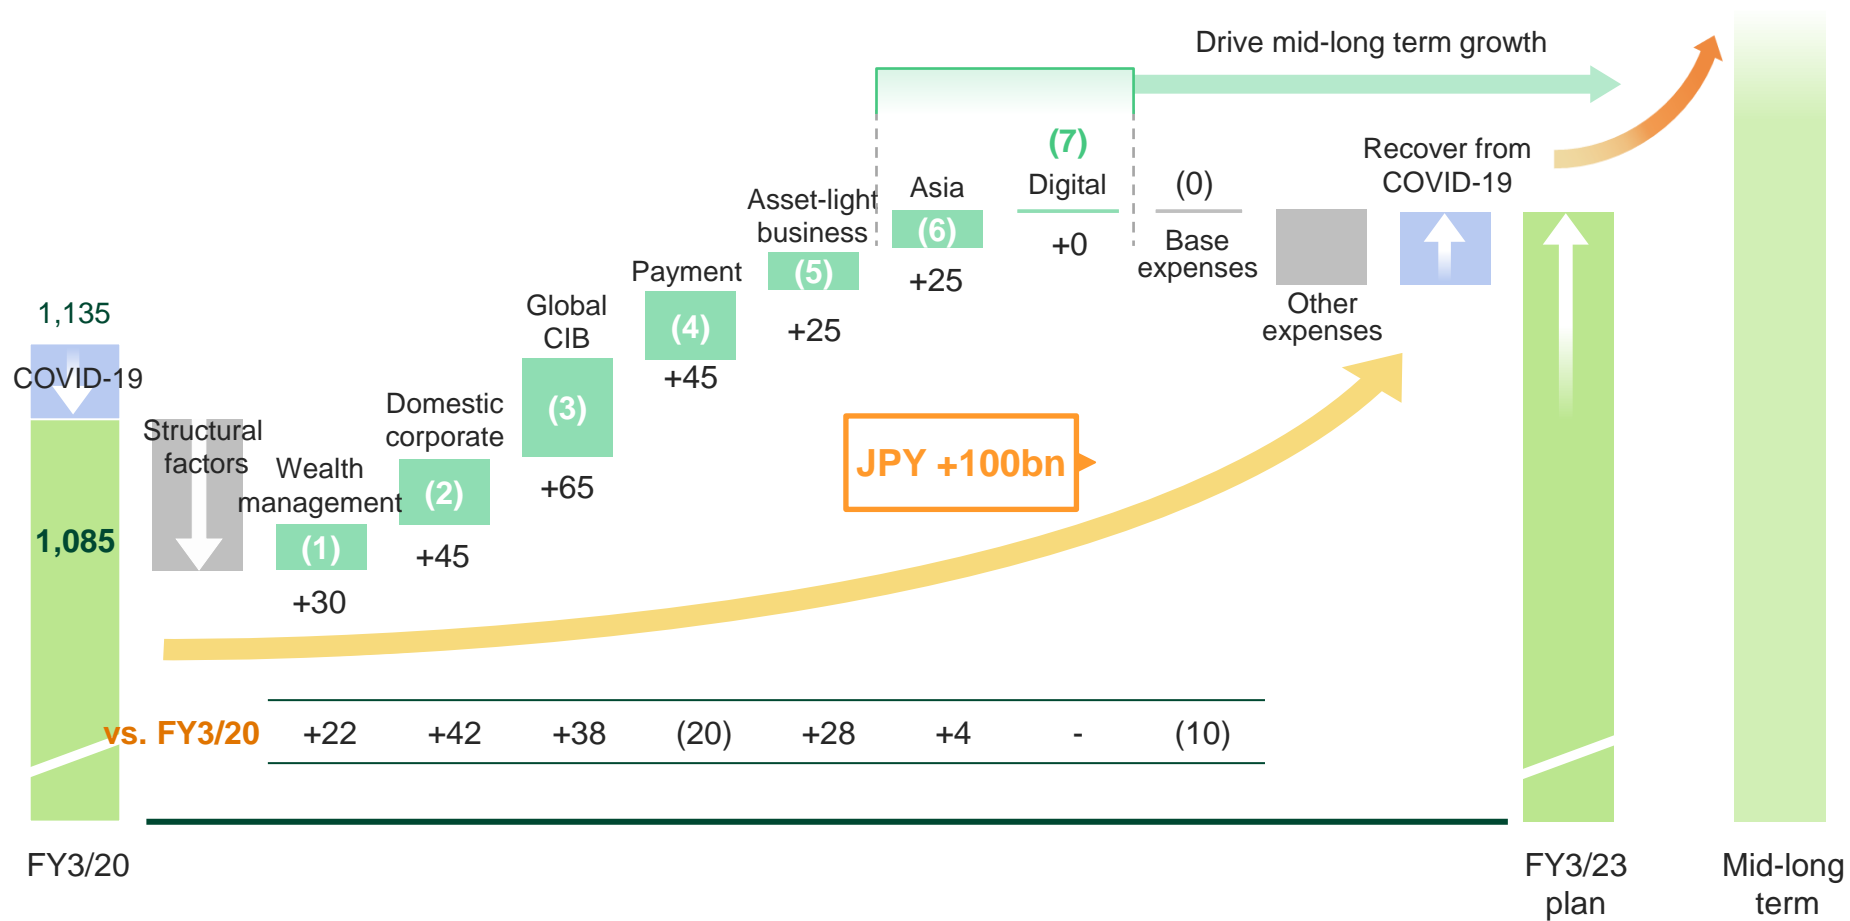 Drive mid-long term growth
1,135
COVID-19
1,085
Structural
factors
Wealth
management
(1)
+30
Domestic
corporate
(2)
+45
Global
CIB
(3)
+65
Payment
(4)
+45
Asset-light
business
(5)
+25
Asia
(6)
+25
(7)
Digital
+0
(0)
Base
expenses
Other
expenses
Recover from
COVID-19
JPY +100bn
vs. FY3/20 +22 +42 +38 (20) +28 +4 - (10)
FY3/20
FY3/23
plan
Mid-long
term